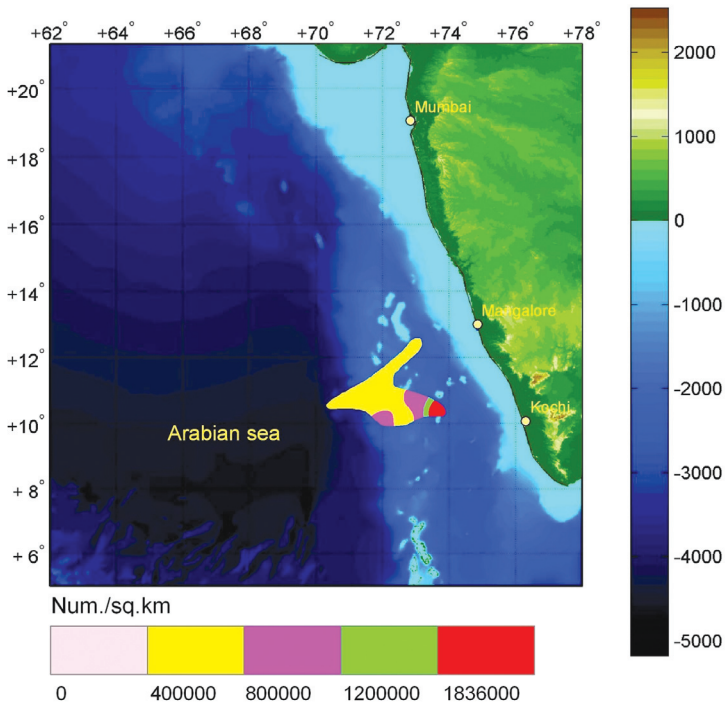 +62° +64° +66° +68° +70° +72° +74° +76° +78°
+20°
+18°
+16°
+14°
+12°
+10°
+ 8°
+ 6°
Mumbai
Mangalore
Kochi
Arabian sea
2000
1000
0
-1000
-2000
-3000
-4000
-5000
Num./sq.km
0 400000 800000 1200000 1836000